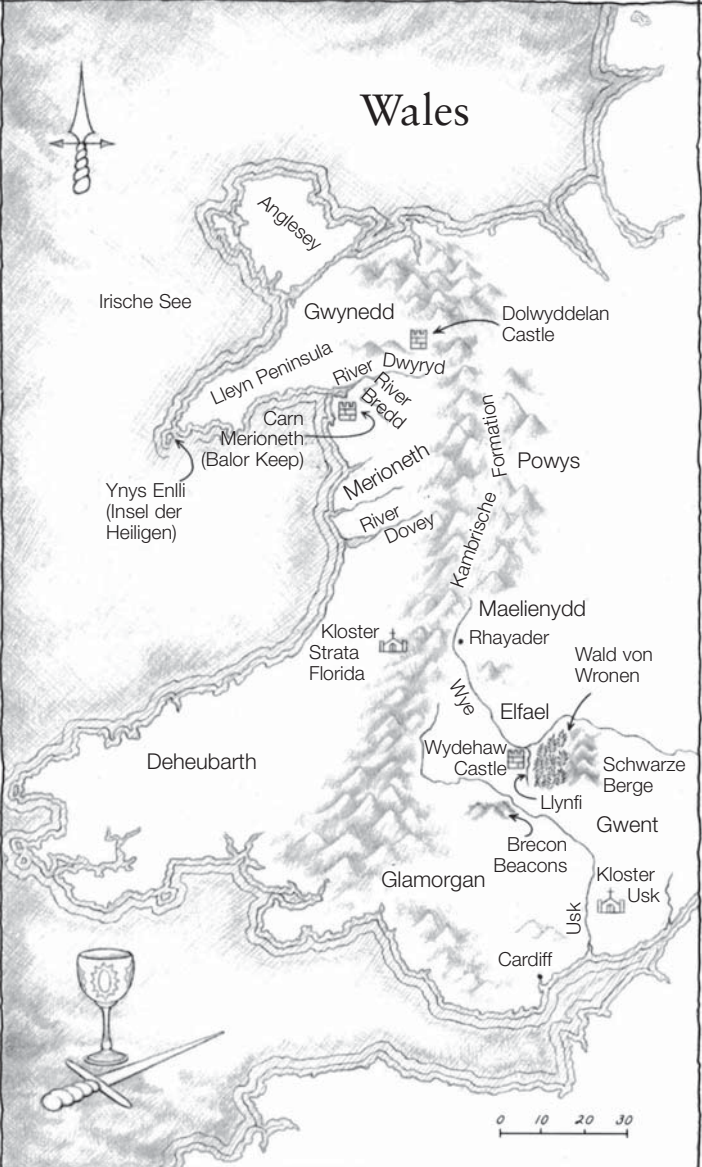 Wales
Anglesey
Irische See
Gwynedd
Dolwyddelan
Castle
Lleyn Peninsula
River Dwyryd
River
Bredd
Carn
Merioneth
(Balor Keep)
Ynys Enlli
(Insel der
Heiligen)
Merioneth
River
Dovey
Kambrische Formation
Powys
Maelienydd
Rhayader
Kloster
Strata
Florida
Wald von
Wronen
Wye
Elfael
Deheubarth
Wydehaw
Castle
Schwarze
Berge
Llynfi
Gwent
Brecon
Beacons
Glamorgan
Kloster
Usk
Usk
Cardiff
0 10 20 30